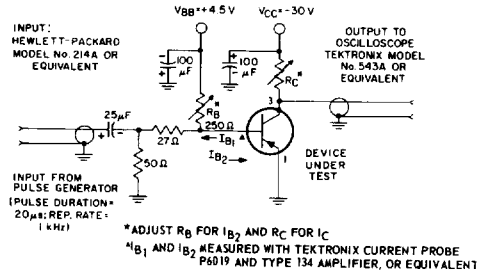 VBB=+4.5V
VCC=-30V
INPUT:
HEWLETT-PACKARD
MODEL No. 214A OR
EQUIVALENT
OUTPUT TO
OSCILLOSCOPE
TEKTRONIX MODEL
No. 543A OR
EQUIVALENT
100
μF
100
μF
RC*
RB*
250Ω
25μF
27Ω
50Ω
IB1▲
IB2
3
1
DEVICE
UNDER
TEST
INPUT FROM
PULSE GENERATOR
(PULSE DURATION=
20μs; REP. RATE=
1 kHz)
*ADJUST RB FOR IB2 AND RC FOR IC
▲IB1 AND IB2 MEASURED WITH TEKTRONIX CURRENT PROBE
P6019 AND TYPE 134 AMPLIFIER, OR EQUIVALENT